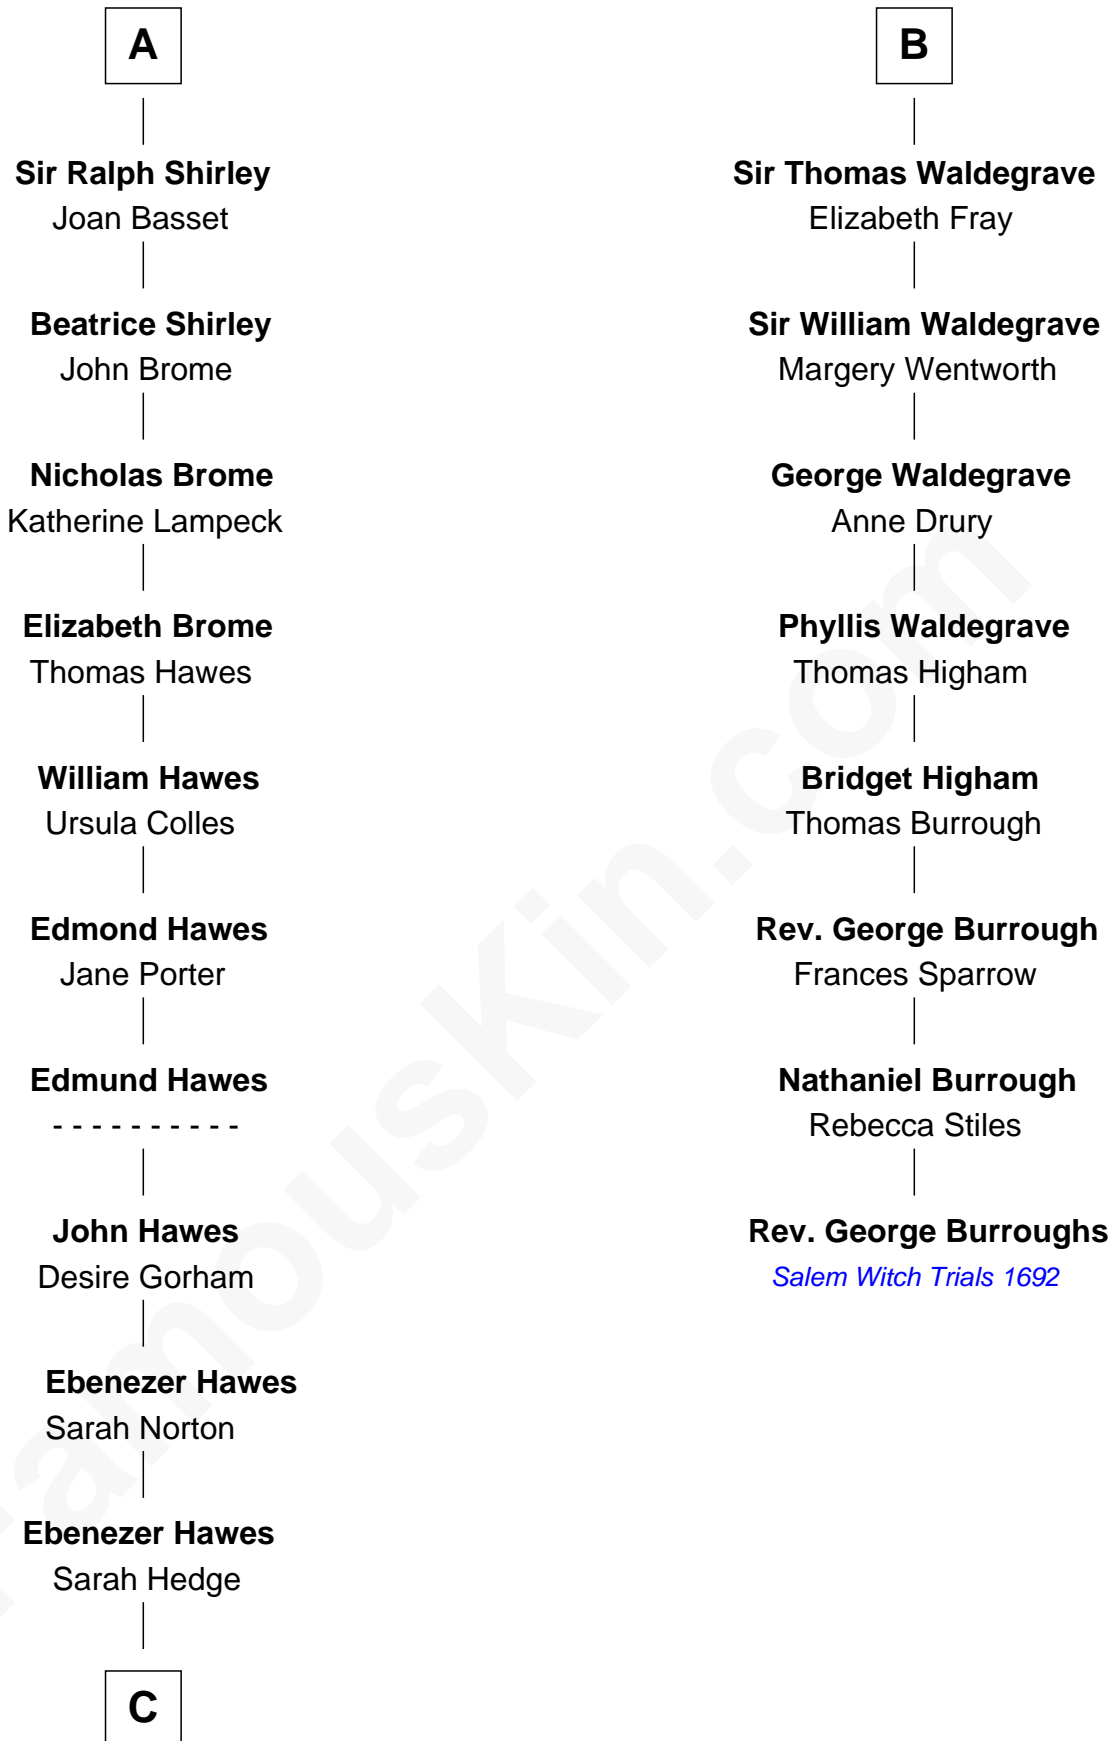 A
Sir Ralph Shirley
Joan Basset
Beatrice Shirley
John Brome
Nicholas Brome
Katherine Lampeck
Elizabeth Brome
Thomas Hawes
William Hawes
Ursula Colles
Edmond Hawes
Jane Porter
Edmund Hawes
- - - - - - - - - -
John Hawes
Desire Gorham
Ebenezer Hawes
Sarah Norton
Ebenezer Hawes
Sarah Hedge
C
B
Sir Thomas Waldegrave
Elizabeth Fray
Sir William Waldegrave
Margery Wentworth
George Waldegrave
Anne Drury
Phyllis Waldegrave
Thomas Higham
Bridget Higham
Thomas Burrough
Rev. George Burrough
Frances Sparrow
Nathaniel Burrough
Rebecca Stiles
Rev. George Burroughs
Salem Witch Trials 1692
FamousKin.com